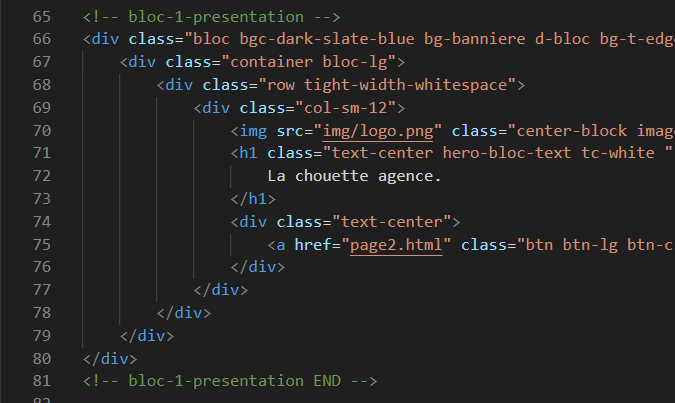 65 <!-- bloc-1-presentation -->
66 <div class="bloc bgc-dark-slate-blue bg-banniere d-bloc bg-t-edge
67 <div class="container bloc-lg">
68 <div class="row tight-width-whitespace">
69 <div class="col-sm-12">
70 <img src="img/logo.png" class="center-block imag
71 <h1 class="text-center hero-bloc-text tc-white "
72 La chouette agence.
73 </h1>
74 <div class="text-center">
75 <a href="page2.html" class="btn btn-lg btn-c
76 </div>
77 </div>
78 </div>
79 </div>
80 </div>
81 <!-- bloc-1-presentation END -->